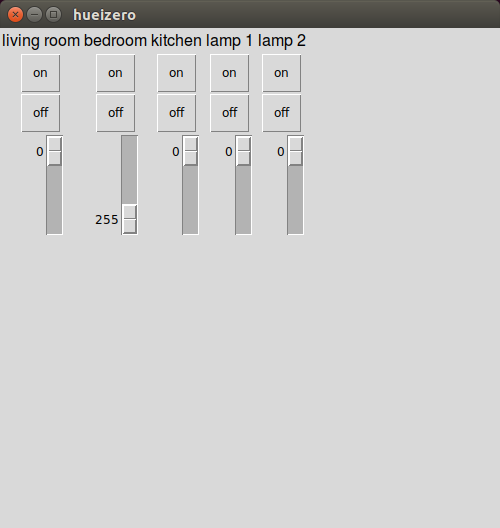 hueizero
living room bedroom kitchen lamp 1 lamp 2
on on on on on
off off off off off
0 0 0 0
255